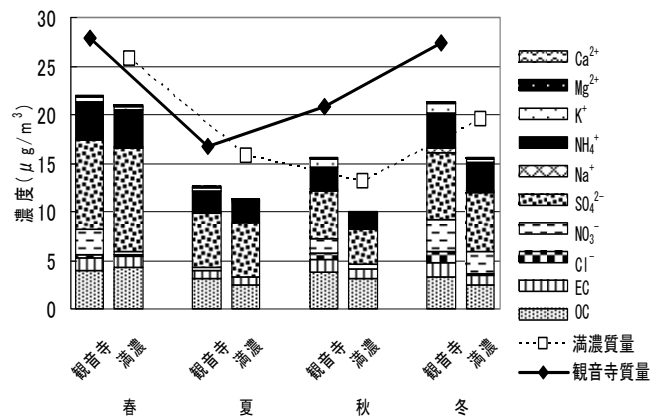 濃度(μg/m³)
30
25
20
15
10
5
0
観音寺 満濃 観音寺 満濃 観音寺 満濃 観音寺 満濃
春 夏 秋 冬
Ca²⁺
Mg²⁺
K⁺
NH₄⁺
Na⁺
SO₄²⁻
NO₃⁻
Cl⁻
EC
OC
満濃質量
観音寺質量